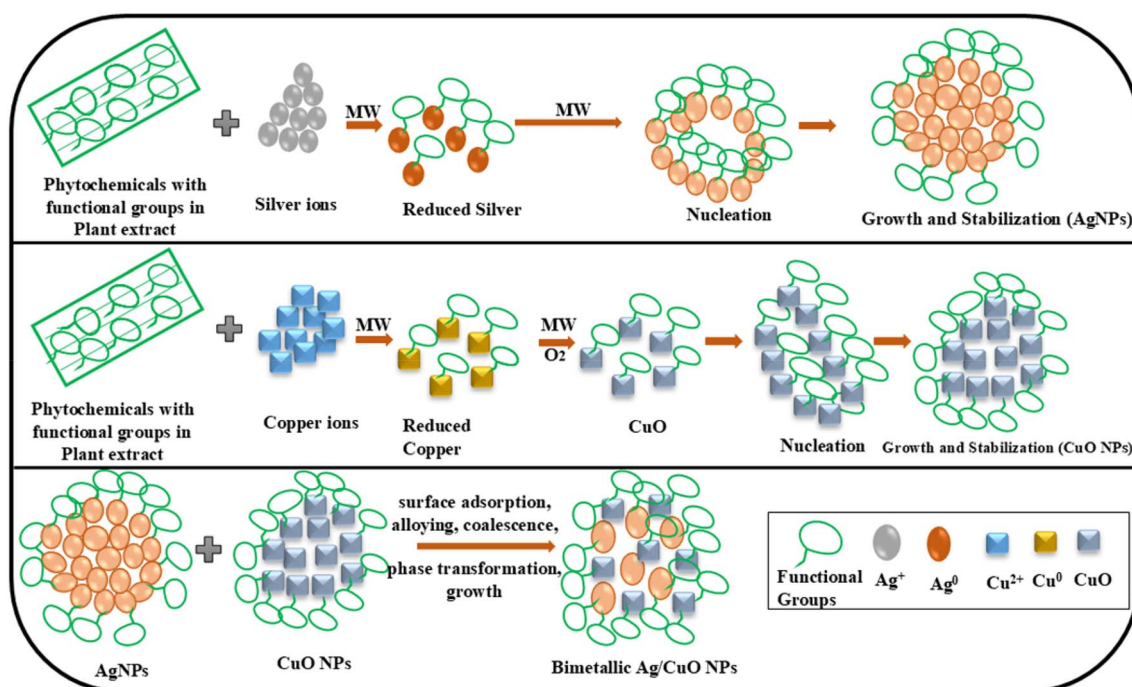 MW
MW
Phytochemicals with
functional groups in
Plant extract
Silver ions
Reduced Silver
Nucleation
Growth and Stabilization (AgNPs)
MW
MW
O2
Phytochemicals with
functional groups in
Plant extract
Copper ions
Reduced
Copper
CuO
Nucleation
Growth and Stabilization (CuO NPs)
surface adsorption,
alloying, coalescence,
phase transformation,
growth
AgNPs
CuO NPs
Bimetallic Ag/CuO NPs
Functional
Groups
Ag⁺
Ag⁰
Cu²⁺
Cu⁰
CuO